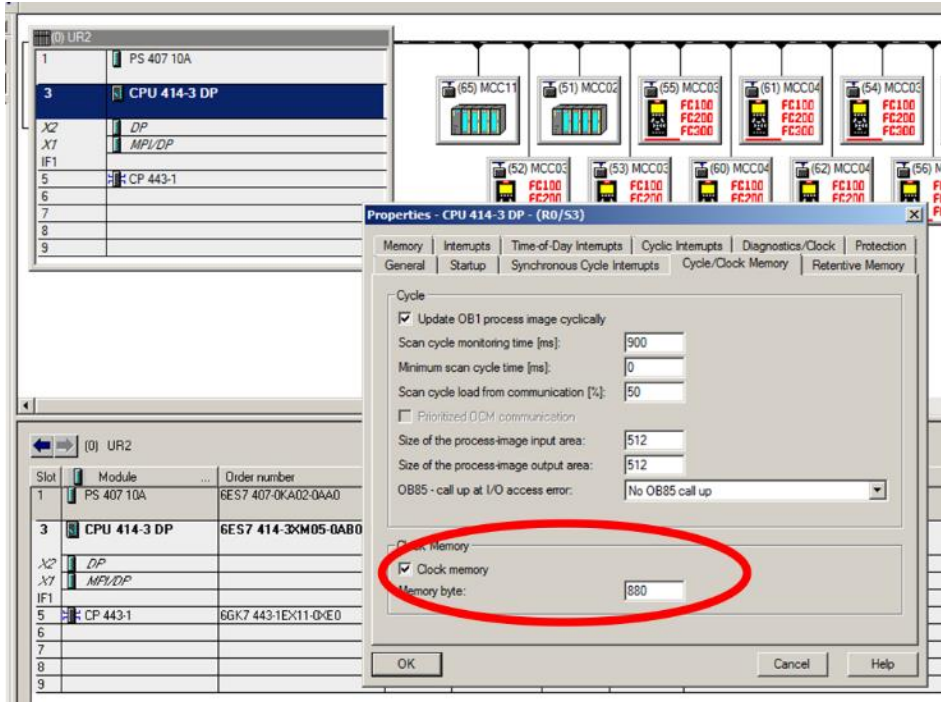 (0) UR2
1 PS 407 10A
3 CPU 414-3 DP
X2 DP
X1 MPI/DP
IF1
5 CP 443-1
6
7
8
9
(65) MCC11
(51) MCC02
(55) MCC03
FC100
FC200
FC300
(61) MCC04
FC100
FC200
FC300
(54) MCC03
FC100
FC200
FC300
(52) MCC03
FC100
FC200
(53) MCC03
FC100
FC200
(60) MCC04
FC100
FC200
(62) MCC04
FC100
FC200
(56)
Properties - CPU 414-3 DP - (R0/S3)
Memory Interrupts Time-of-Day Interrupts Cyclic Interrupts Diagnostics/Clock Protection
General Startup Synchronous Cycle Interrupts Cycle/Clock Memory Retentive Memory
Cycle
Update OB1 process image cyclically
Scan cycle monitoring time [ms]: 900
Minimum scan cycle time [ms]: 0
Scan cycle load from communication [%]: 50
Prioritized OCM communication
Size of the process-image input area: 512
Size of the process-image output area: 512
OB85 - call up at I/O access error: No OB85 call up
Clock Memory
Clock memory
Memory byte: 880
OK Cancel Help
(0) UR2
Slot Module ... Order number
1 PS 407 10A 6ES7 407-0KA02-0AA0
3 CPU 414-3 DP 6ES7 414-3XM05-0AB0
X2 DP
X1 MPI/DP
IF1
5 CP 443-1 6GK7 443-1EX11-0XE0
6
7
8
9